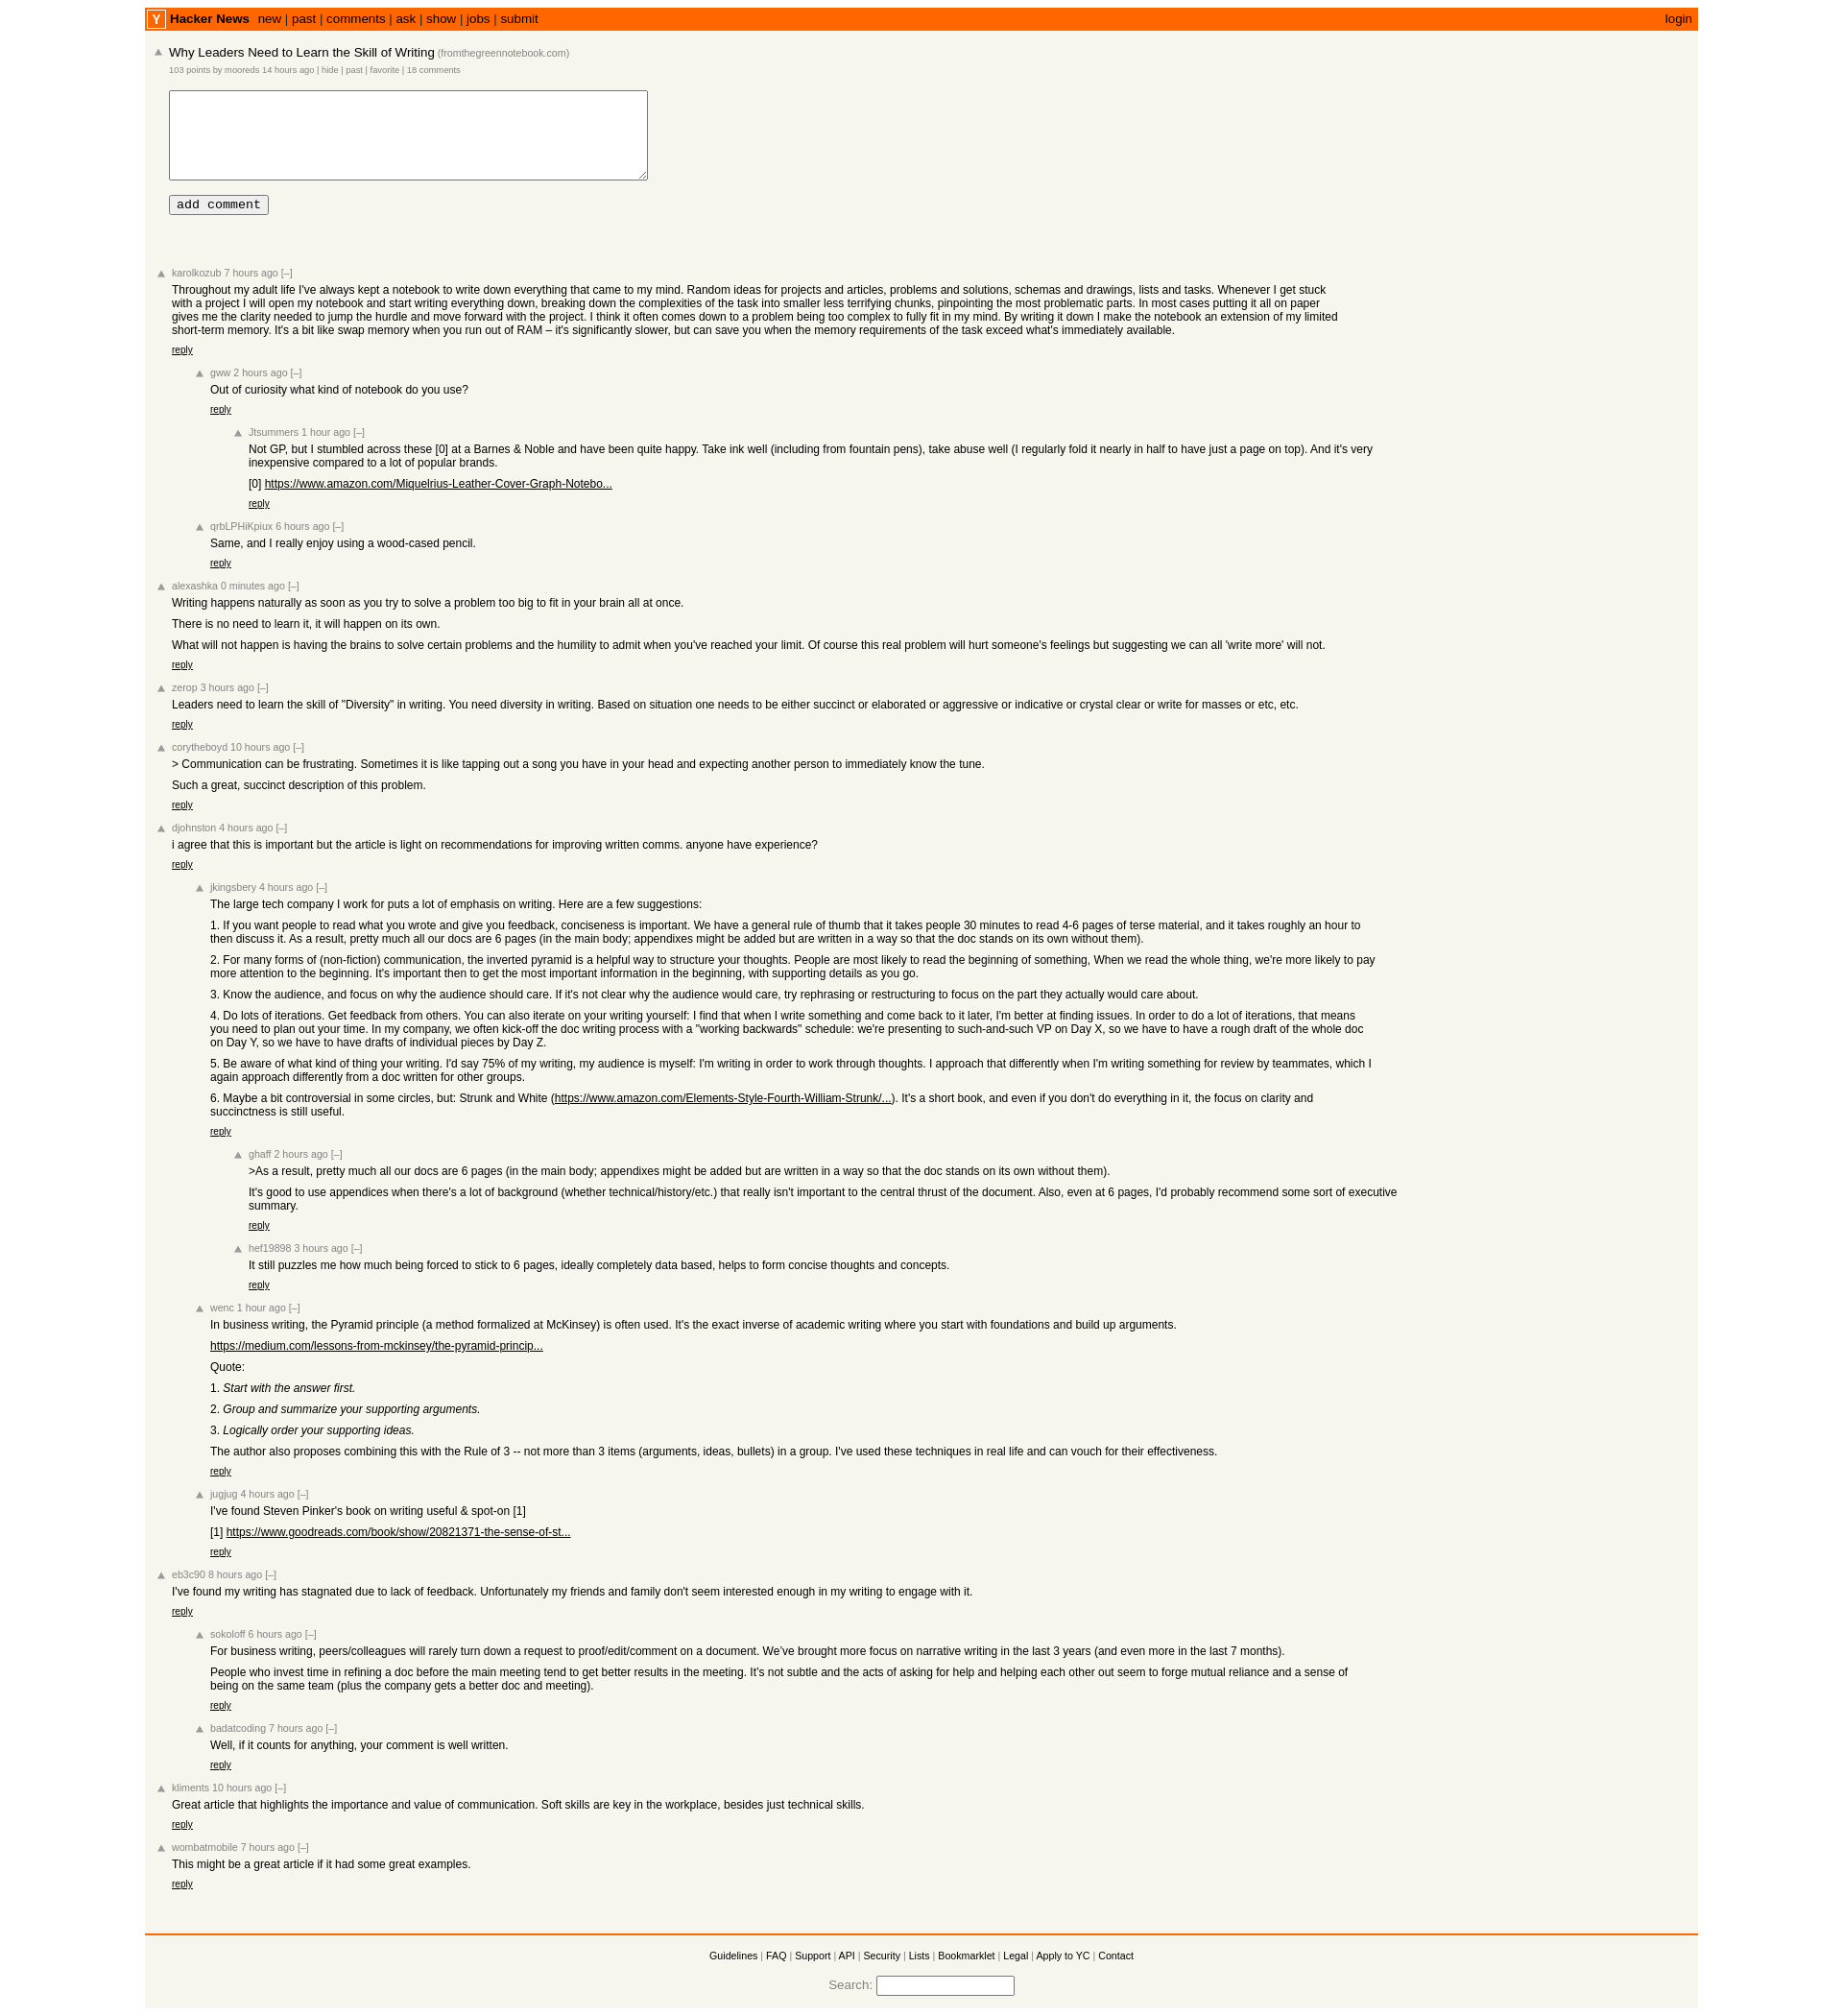 Y Hacker News new | past | comments | ask | show | jobs | submit login
Why Leaders Need to Learn the Skill of Writing (fromthegreennotebook.com)
103 points by mooreds 14 hours ago | hide | past | favorite | 18 comments
add comment
karolkozub 7 hours ago [–]
Throughout my adult life I've always kept a notebook to write down everything that came to my mind. Random ideas for projects and articles, problems and solutions, schemas and drawings, lists and tasks. Whenever I get stuck
with a project I will open my notebook and start writing everything down, breaking down the complexities of the task into smaller less terrifying chunks, pinpointing the most problematic parts. In most cases putting it all on paper
gives me the clarity needed to jump the hurdle and move forward with the project. I think it often comes down to a problem being too complex to fully fit in my mind. By writing it down I make the notebook an extension of my limited
short-term memory. It's a bit like swap memory when you run out of RAM – it's significantly slower, but can save you when the memory requirements of the task exceed what's immediately available.
reply
gww 2 hours ago [–]
Out of curiosity what kind of notebook do you use?
reply
Jtsummers 1 hour ago [–]
Not GP, but I stumbled across these [0] at a Barnes & Noble and have been quite happy. Take ink well (including from fountain pens), take abuse well (I regularly fold it nearly in half to have just a page on top). And it's very
inexpensive compared to a lot of popular brands.
[0] https://www.amazon.com/Miquelrius-Leather-Cover-Graph-Notebo...
reply
qrbLPHiKpiux 6 hours ago [–]
Same, and I really enjoy using a wood-cased pencil.
reply
alexashka 0 minutes ago [–]
Writing happens naturally as soon as you try to solve a problem too big to fit in your brain all at once.
There is no need to learn it, it will happen on its own.
What will not happen is having the brains to solve certain problems and the humility to admit when you've reached your limit. Of course this real problem will hurt someone's feelings but suggesting we can all 'write more' will not.
reply
zerop 3 hours ago [–]
Leaders need to learn the skill of "Diversity" in writing. You need diversity in writing. Based on situation one needs to be either succinct or elaborated or aggressive or indicative or crystal clear or write for masses or etc, etc.
reply
corytheboyd 10 hours ago [–]
> Communication can be frustrating. Sometimes it is like tapping out a song you have in your head and expecting another person to immediately know the tune.
Such a great, succinct description of this problem.
reply
djohnston 4 hours ago [–]
i agree that this is important but the article is light on recommendations for improving written comms. anyone have experience?
reply
jkingsbery 4 hours ago [–]
The large tech company I work for puts a lot of emphasis on writing. Here are a few suggestions:
1. If you want people to read what you wrote and give you feedback, conciseness is important. We have a general rule of thumb that it takes people 30 minutes to read 4-6 pages of terse material, and it takes roughly an hour to
then discuss it. As a result, pretty much all our docs are 6 pages (in the main body; appendixes might be added but are written in a way so that the doc stands on its own without them).
2. For many forms of (non-fiction) communication, the inverted pyramid is a helpful way to structure your thoughts. People are most likely to read the beginning of something, When we read the whole thing, we're more likely to pay
more attention to the beginning. It's important then to get the most important information in the beginning, with supporting details as you go.
3. Know the audience, and focus on why the audience should care. If it's not clear why the audience would care, try rephrasing or restructuring to focus on the part they actually would care about.
4. Do lots of iterations. Get feedback from others. You can also iterate on your writing yourself: I find that when I write something and come back to it later, I'm better at finding issues. In order to do a lot of iterations, that means
you need to plan out your time. In my company, we often kick-off the doc writing process with a "working backwards" schedule: we're presenting to such-and-such VP on Day X, so we have to have a rough draft of the whole doc
on Day Y, so we have to have drafts of individual pieces by Day Z.
5. Be aware of what kind of thing your writing. I'd say 75% of my writing, my audience is myself: I'm writing in order to work through thoughts. I approach that differently when I'm writing something for review by teammates, which I
again approach differently from a doc written for other groups.
6. Maybe a bit controversial in some circles, but: Strunk and White (https://www.amazon.com/Elements-Style-Fourth-William-Strunk/...). It's a short book, and even if you don't do everything in it, the focus on clarity and
succinctness is still useful.
reply
ghaff 2 hours ago [–]
>As a result, pretty much all our docs are 6 pages (in the main body; appendixes might be added but are written in a way so that the doc stands on its own without them).
It's good to use appendices when there's a lot of background (whether technical/history/etc.) that really isn't important to the central thrust of the document. Also, even at 6 pages, I'd probably recommend some sort of executive
summary.
reply
hef19898 3 hours ago [–]
It still puzzles me how much being forced to stick to 6 pages, ideally completely data based, helps to form concise thoughts and concepts.
reply
wenc 1 hour ago [–]
In business writing, the Pyramid principle (a method formalized at McKinsey) is often used. It's the exact inverse of academic writing where you start with foundations and build up arguments.
https://medium.com/lessons-from-mckinsey/the-pyramid-princip...
Quote:
1. Start with the answer first.
2. Group and summarize your supporting arguments.
3. Logically order your supporting ideas.
The author also proposes combining this with the Rule of 3 -- not more than 3 items (arguments, ideas, bullets) in a group. I've used these techniques in real life and can vouch for their effectiveness.
reply
jugjug 4 hours ago [–]
I've found Steven Pinker's book on writing useful & spot-on [1]
[1] https://www.goodreads.com/book/show/20821371-the-sense-of-st...
reply
eb3c90 8 hours ago [–]
I've found my writing has stagnated due to lack of feedback. Unfortunately my friends and family don't seem interested enough in my writing to engage with it.
reply
sokoloff 6 hours ago [–]
For business writing, peers/colleagues will rarely turn down a request to proof/edit/comment on a document. We've brought more focus on narrative writing in the last 3 years (and even more in the last 7 months).
People who invest time in refining a doc before the main meeting tend to get better results in the meeting. It's not subtle and the acts of asking for help and helping each other out seem to forge mutual reliance and a sense of
being on the same team (plus the company gets a better doc and meeting).
reply
badatcoding 7 hours ago [–]
Well, if it counts for anything, your comment is well written.
reply
kliments 10 hours ago [–]
Great article that highlights the importance and value of communication. Soft skills are key in the workplace, besides just technical skills.
reply
wombatmobile 7 hours ago [–]
This might be a great article if it had some great examples.
reply
Guidelines | FAQ | Support | API | Security | Lists | Bookmarklet | Legal | Apply to YC | Contact
Search: